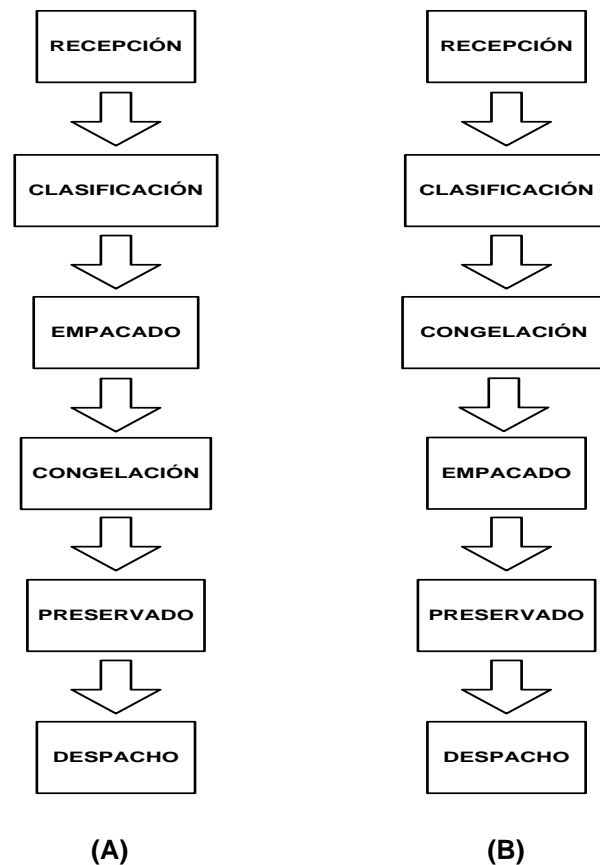 RECEPCIÓN
CLASIFICACIÓN
EMPACADO
CONGELACIÓN
PRESERVADO
DESPACHO
(A)
RECEPCIÓN
CLASIFICACIÓN
CONGELACIÓN
EMPACADO
PRESERVADO
DESPACHO
(B)